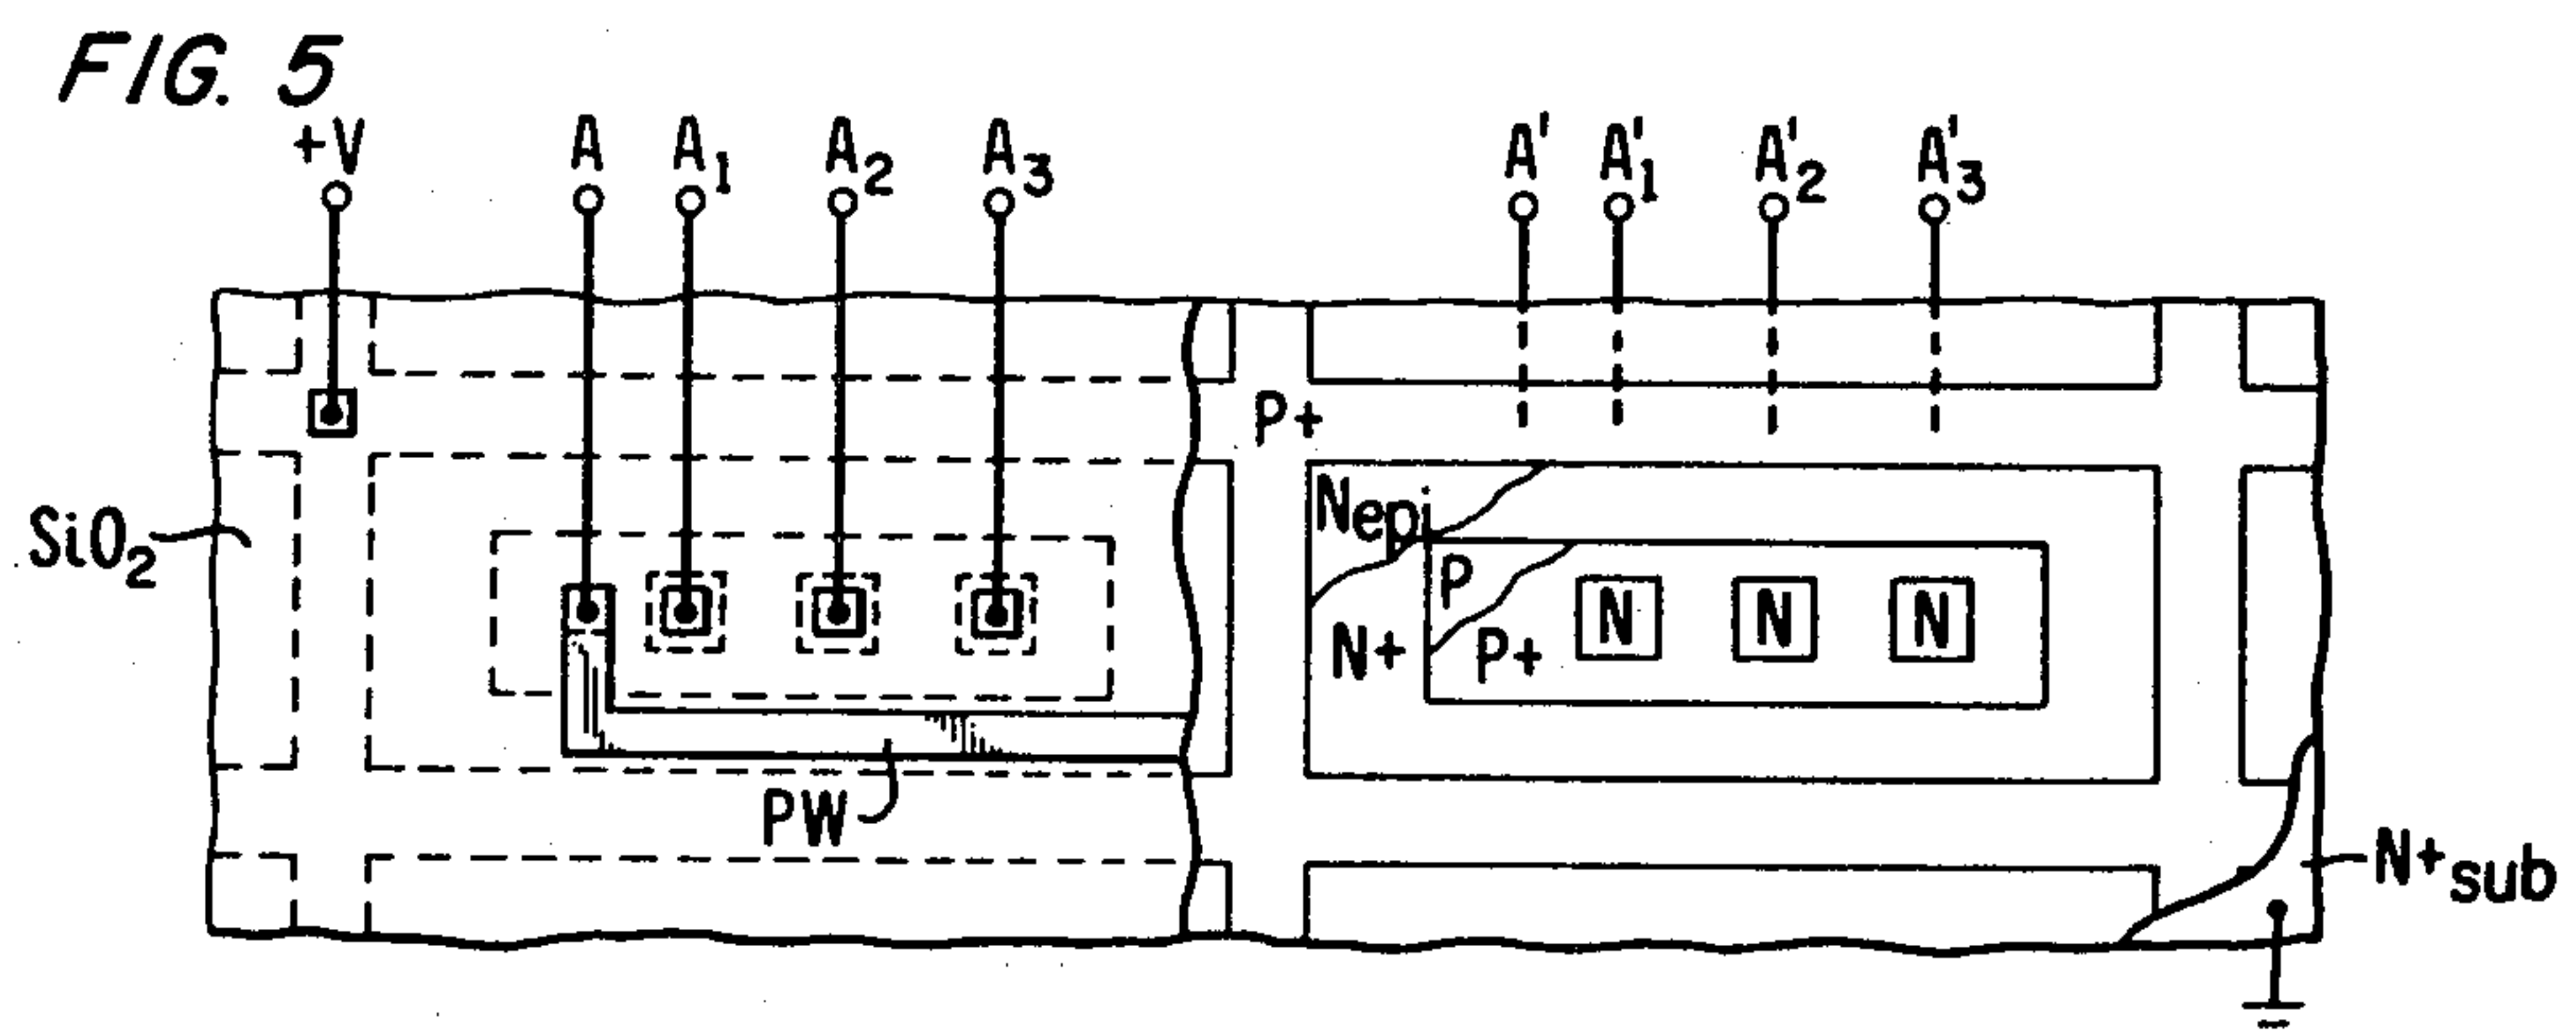 FIG. 5
+V A A1 A2 A3 A' A'1 A'2 A'3
P+
SiO2
Nepi
P
N N N
N+ P+
PW
N+sub